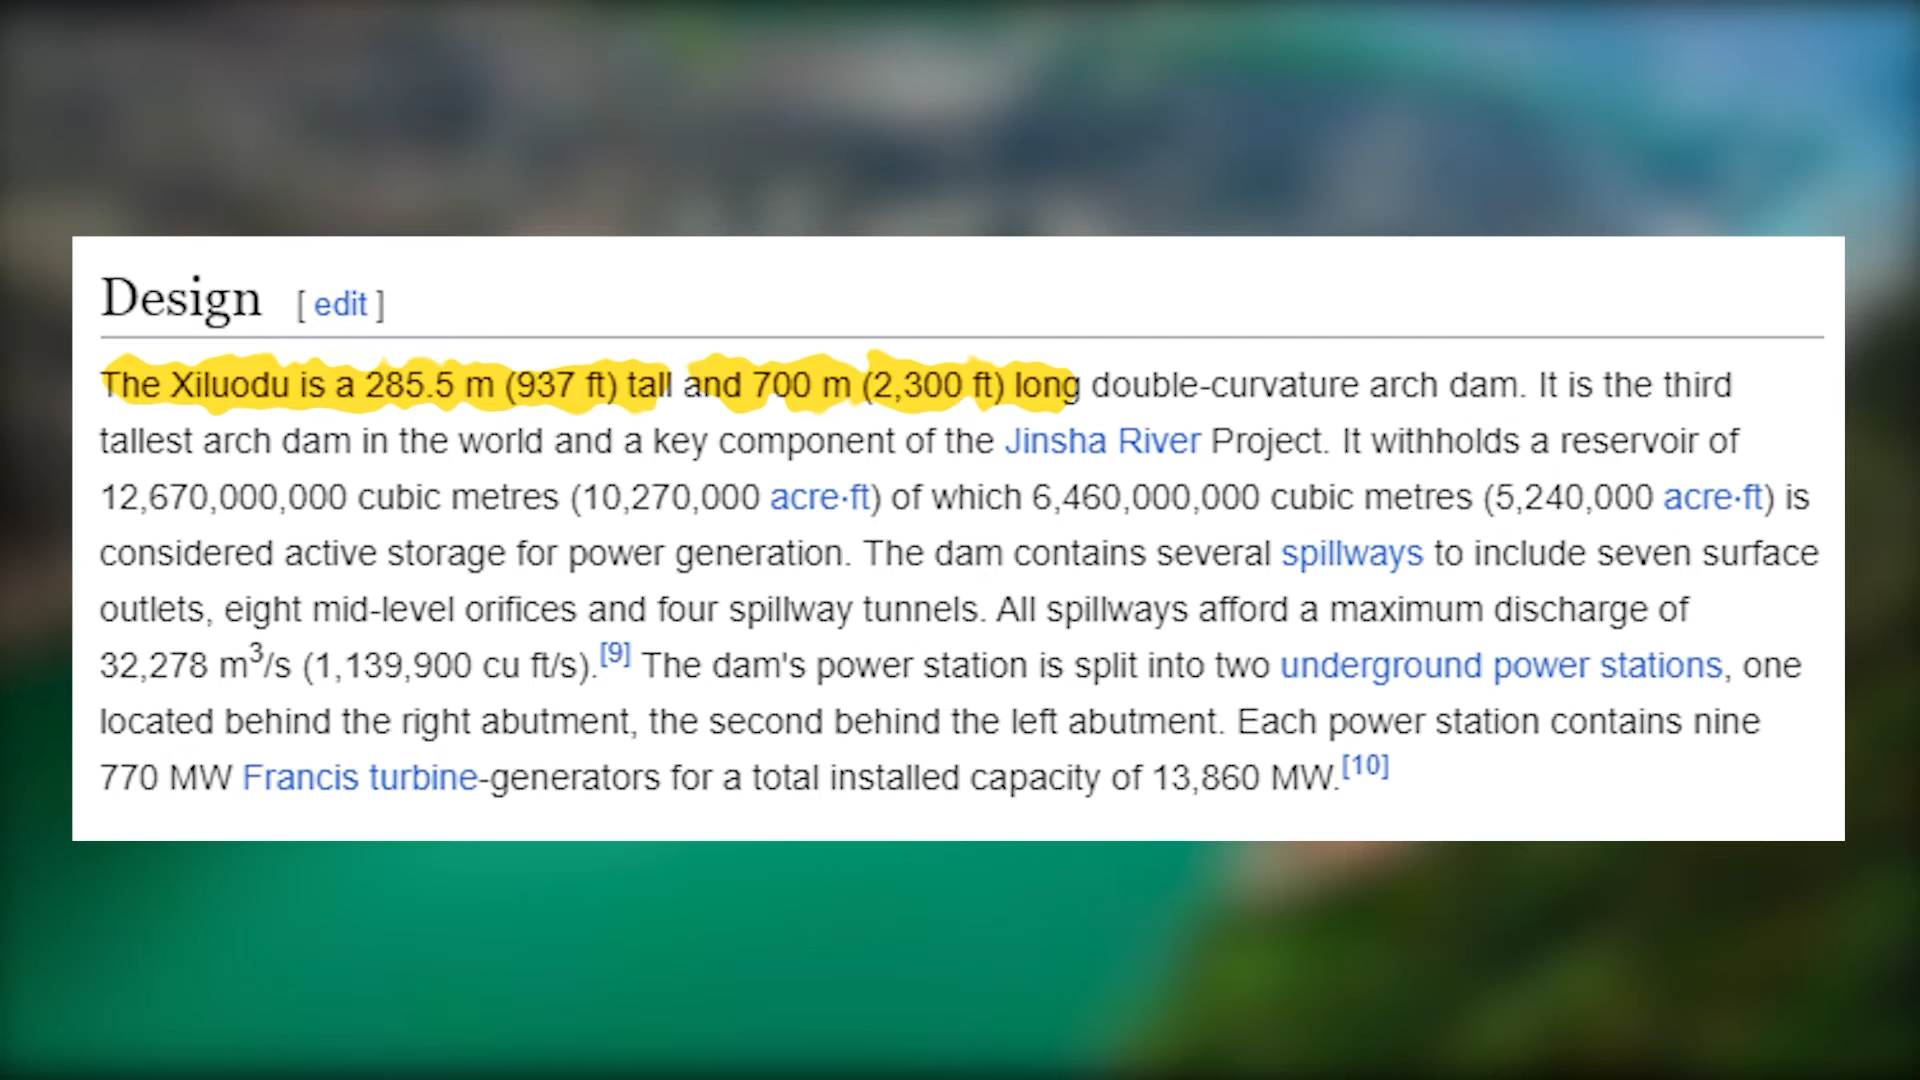 Design [ edit ]
The Xiluodu is a 285.5 m (937 ft) tall and 700 m (2,300 ft) long double-curvature arch dam. It is the third
tallest arch dam in the world and a key component of the Jinsha River Project. It withholds a reservoir of
12,670,000,000 cubic metres (10,270,000 acre⋅ft) of which 6,460,000,000 cubic metres (5,240,000 acre⋅ft) is
considered active storage for power generation. The dam contains several spillways to include seven surface
outlets, eight mid-level orifices and four spillway tunnels. All spillways afford a maximum discharge of
32,278 m³/s (1,139,900 cu ft/s).[9] The dam's power station is split into two underground power stations, one
located behind the right abutment, the second behind the left abutment. Each power station contains nine
770 MW Francis turbine-generators for a total installed capacity of 13,860 MW.[10]